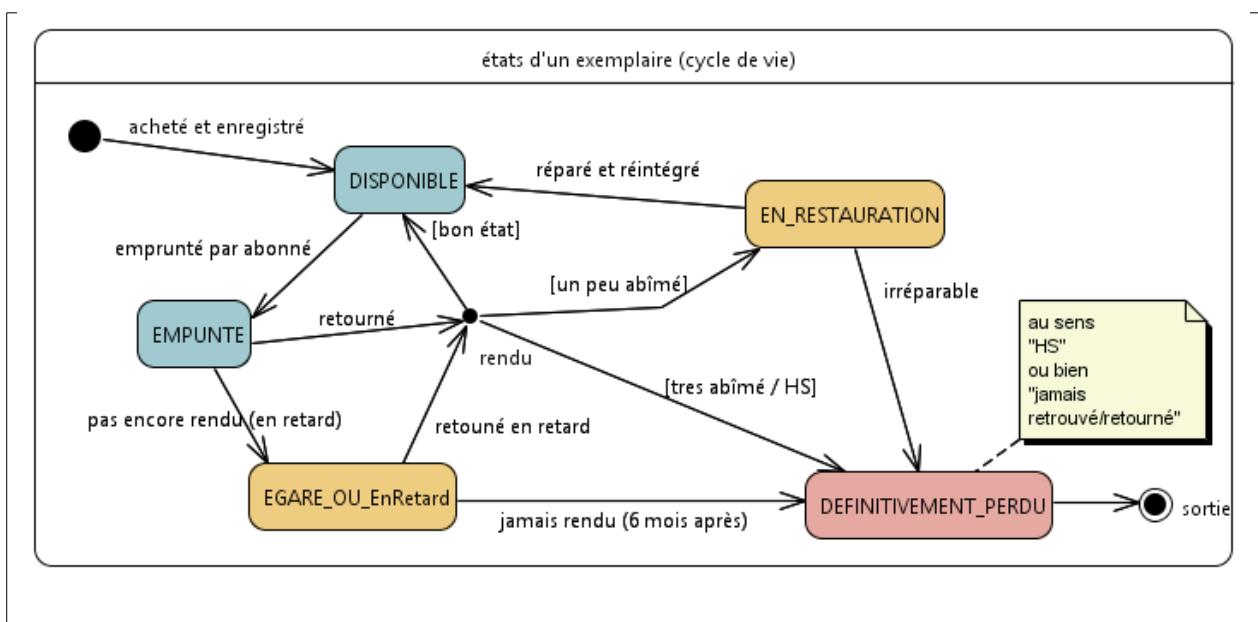 états d'un exemplaire (cycle de vie)
acheté et enregistré
DISPONIBLE
réparé et réintégré
EN_RESTAURATION
[bon état]
emprunté par abonné
[un peu abîmé]
irréparable
EMPUNTE
retourné
rendu
au sens
"HS"
ou bien
"jamais
retrouvé/retourné"
[tres abîmé / HS]
pas encore rendu (en retard)
retouné en retard
EGARE_OU_EnRetard
jamais rendu (6 mois après)
DEFINITIVEMENT_PERDU
sortie